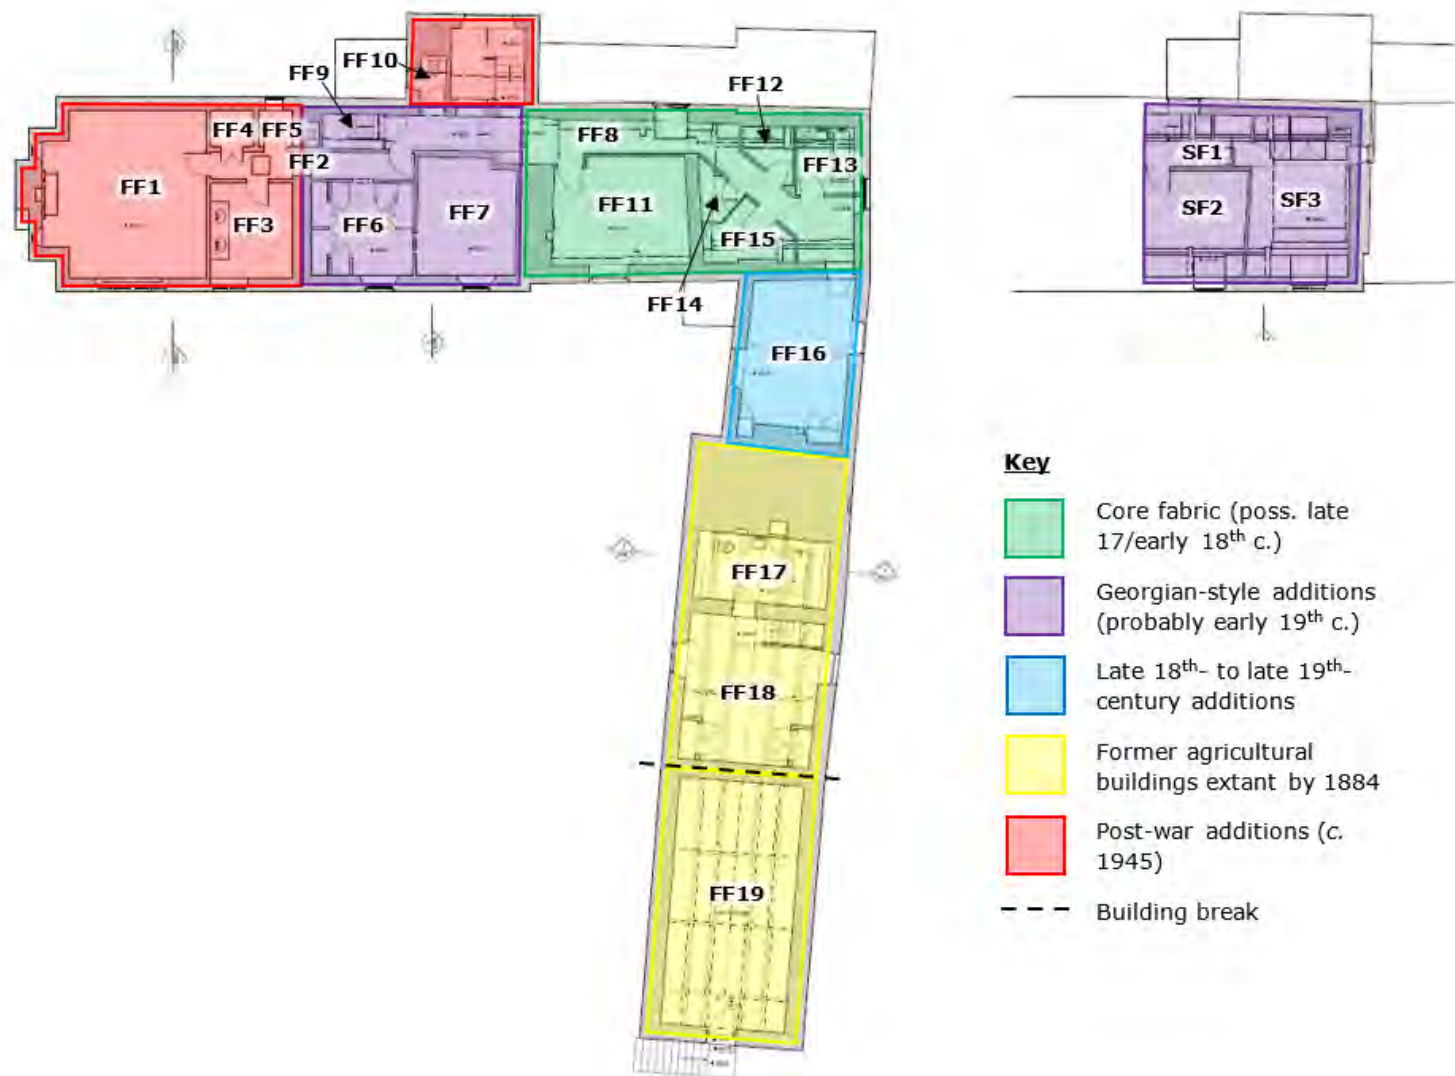 FF10
FF9
FF12
FF4
FF5
FF8
FF2
FF13
FF1
FF11
FF7
FF3
FF6
FF15
FF14
FF16
FF17
FF18
FF19
SF1
SF2
SF3
Key
Core fabric (poss. late
17/early 18th c.)
Georgian-style additions
(probably early 19th c.)
Late 18th- to late 19th-
century additions
Former agricultural
buildings extant by 1884
Post-war additions (c.
1945)
Building break